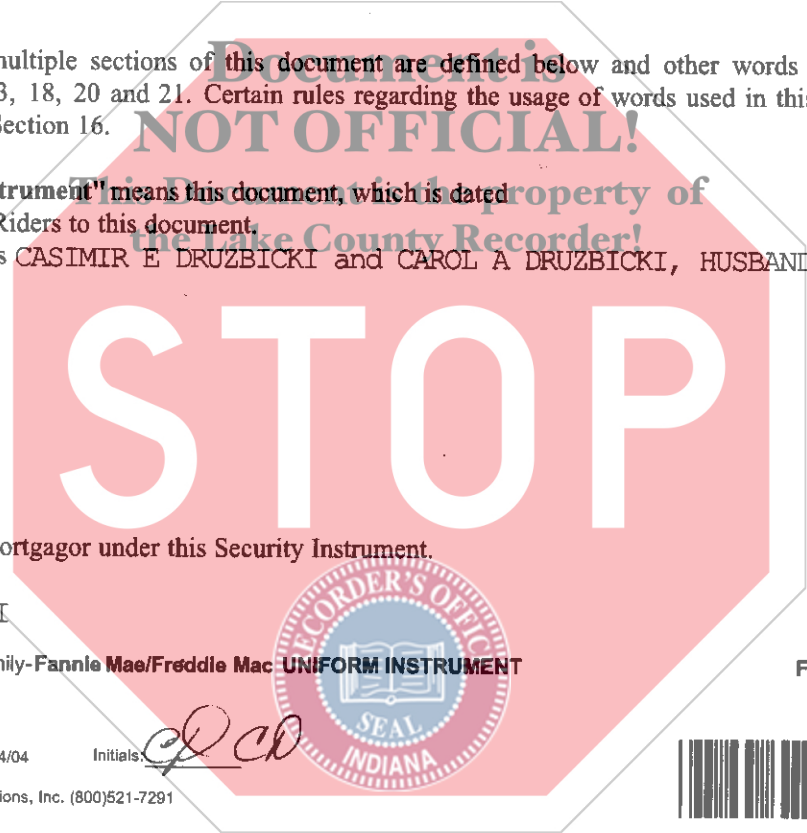 Document is
multiple sections of this document are defined below and other words
3, 18, 20 and 21. Certain rules regarding the usage of words used in this
Section 16.
NOT OFFICIAL!
trument" means this document, which is dated
This Document is the property of
Riders to this document.
the Lake County Recorder!
s CASIMIR E DRUZBICKI and CAROL A DRUZBICKI, HUSBAND
STOP
ortgagor under this Security Instrument.
I
nily-Fannie Mae/Freddie Mac UNIFORM INSTRUMENT
F
RECORDER'S OFFICE
SEAL
INDIANA
4/04
Initials: CD CD
ions, Inc. (800)521-7291